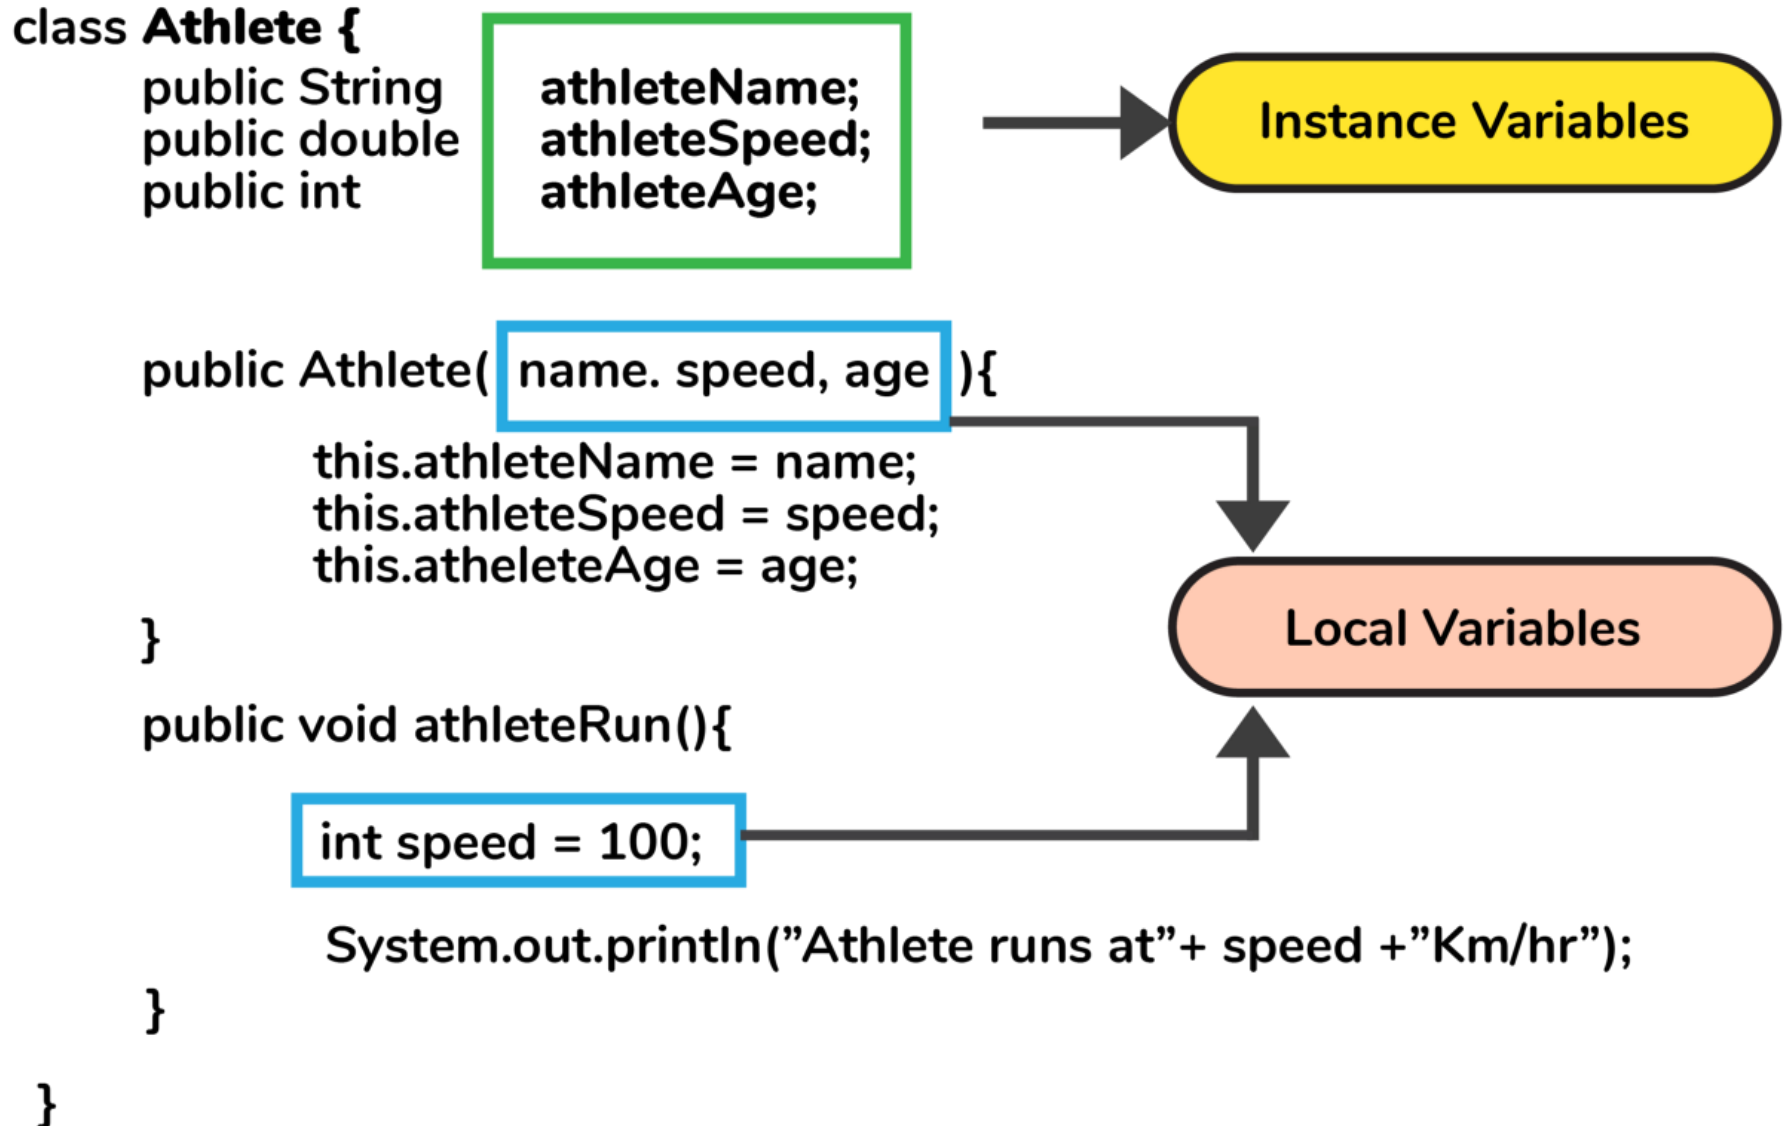 class Athlete {
public String athleteName;
public double athleteSpeed;
public int athleteAge;
Instance Variables
public Athlete( name. speed, age ){
this.athleteName = name;
this.athleteSpeed = speed;
this.atheleteAge = age;
}
Local Variables
public void athleteRun(){
int speed = 100;
System.out.println(”Athlete runs at”+ speed +”Km/hr”);
}
}